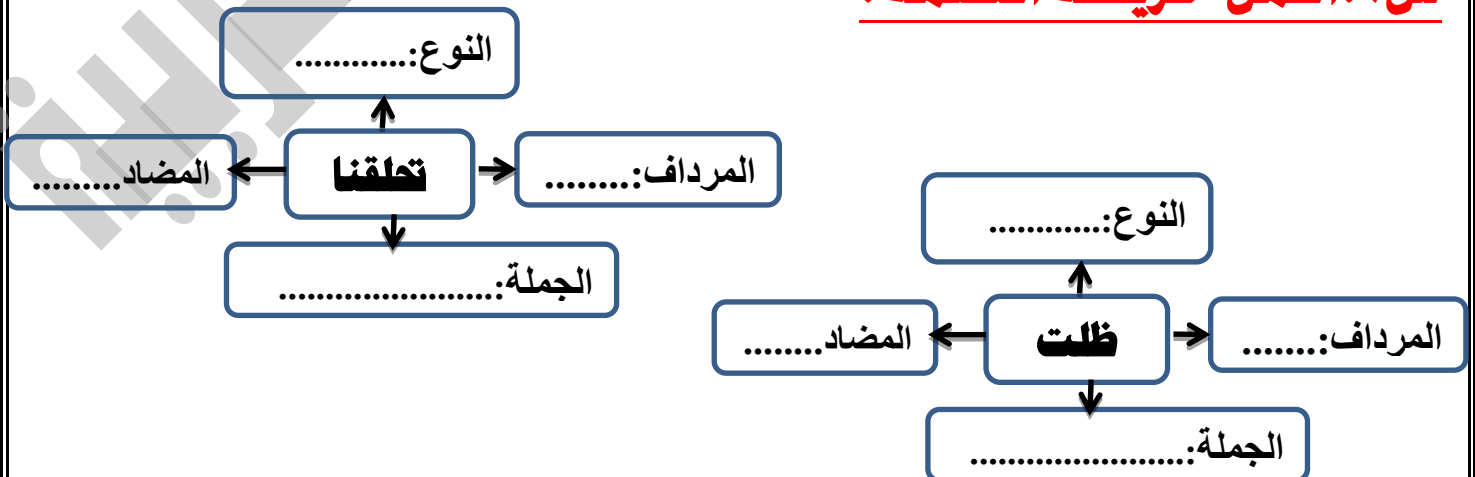 النوع:............
المرداف:........
تحلقنا
المضاد.........
الجملة:.......................
النوع:............
المرداف:.......
ظلت
المضاد........
الجملة:.......................